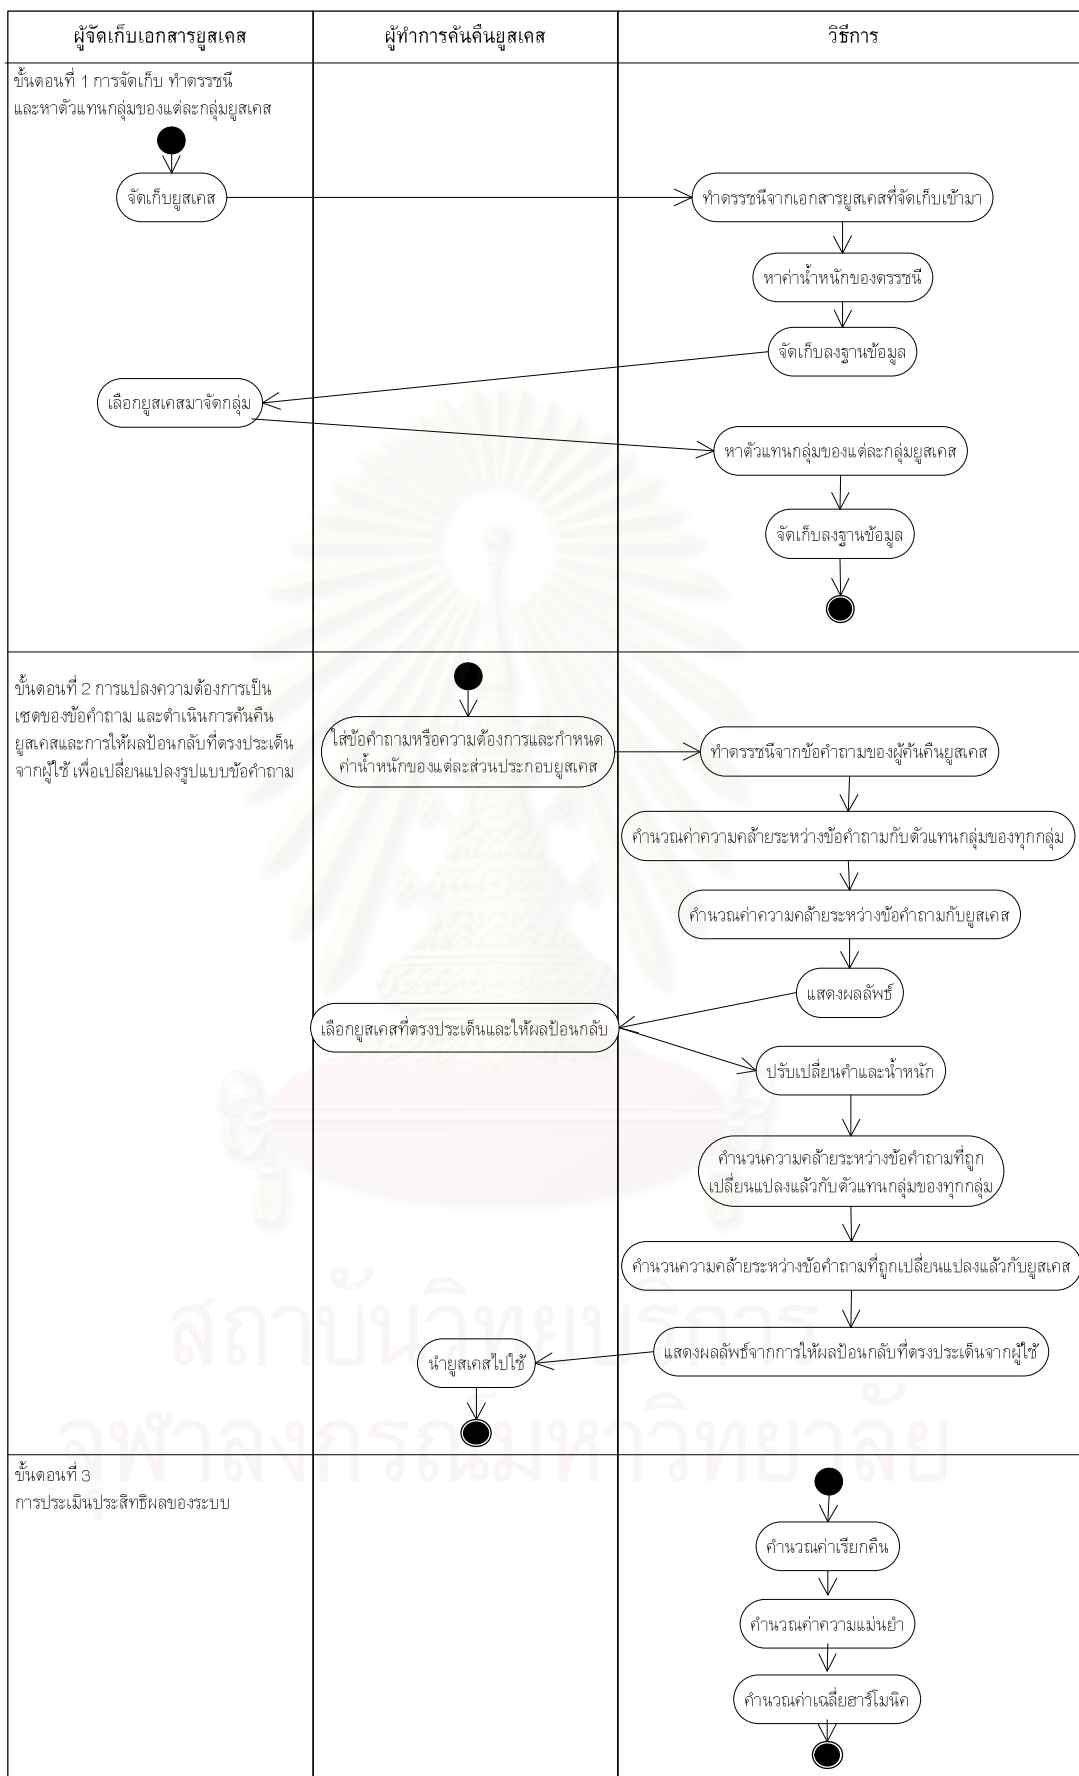 ผู้จัดเก็บเอกสารยูสเคส
ผู้ทำการค้นคืนยูสเคส
วิธีการ
ขั้นตอนที่ 1 การจัดเก็บ ทำดรรชนี
และหาตัวแทนกลุ่มของแต่ละกลุ่มยูสเคส
จัดเก็บยูสเคส
ทำดรรชนีจากเอกสารยูสเคสที่จัดเก็บเข้ามา
หาค่าน้ำหนักของดรรชนี
จัดเก็บลงฐานข้อมูล
เลือกยูสเคสมาจัดกลุ่ม
หาตัวแทนกลุ่มของแต่ละกลุ่มยูสเคส
จัดเก็บลงฐานข้อมูล
ขั้นตอนที่ 2 การแปลงความต้องการเป็น
เซตของข้อคำถาม และดำเนินการค้นคืน
ยูสเคสและการให้ผลป้อนกลับที่ตรงประเด็น
จากผู้ใช้ เพื่อเปลี่ยนแปลงรูปแบบข้อคำถาม
ใส่ข้อคำถามหรือความต้องการและกำหนด
ค่าน้ำหนักของแต่ละส่วนประกอบยูสเคส
ทำดรรชนีจากข้อคำถามของผู้ค้นคืนยูสเคส
คำนวณค่าความคล้ายระหว่างข้อคำถามกับตัวแทนกลุ่มของทุกกลุ่ม
คำนวณค่าความคล้ายระหว่างข้อคำถามกับยูสเคส
แสดงผลลัพธ์
เลือกยูสเคสที่ตรงประเด็นและให้ผลป้อนกลับ
ปรับเปลี่ยนคำและน้ำหนัก
คำนวนความคล้ายระหว่างข้อคำถามที่ถูก
เปลี่ยนแปลงแล้วกับตัวแทนกลุ่มของทุกกลุ่ม
คำนวนความคล้ายระหว่างข้อคำถามที่ถูกเปลี่ยนแปลงแล้วกับยูสเคส
แสดงผลลัพธ์จากการให้ผลป้อนกลับที่ตรงประเด็นจากผู้ใช้
นำยูสเคสไปใช้
สถาบันวิทยบริการ
จุฬาลงกรณ์มหาวิทยาลัย
ขั้นตอนที่ 3
การประเมินประสิทธิผลของระบบ
คำนวณค่าเรียกคืน
คำนวณค่าความแม่นยำ
คำนวณค่าเฉลี่ยฮาร์โมนิค